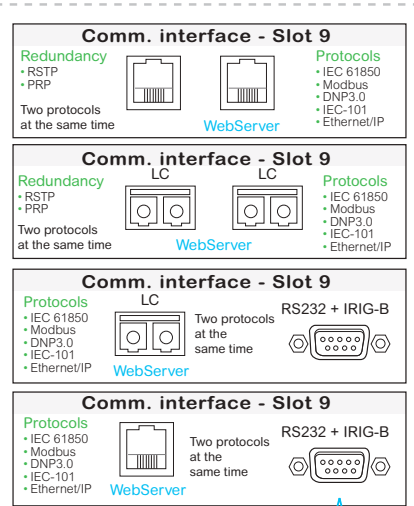 Comm. interface - Slot 9
Redundancy
• RSTP
• PRP
Two protocols
at the same time
WebServer
Protocols
• IEC 61850
• Modbus
• DNP3.0
• IEC-101
• Ethernet/IP
Comm. interface - Slot 9
Redundancy
• RSTP
• PRP
Two protocols
at the same time
LC
LC
WebServer
Protocols
• IEC 61850
• Modbus
• DNP3.0
• IEC-101
• Ethernet/IP
Comm. interface - Slot 9
Protocols
• IEC 61850
• Modbus
• DNP3.0
• IEC-101
• Ethernet/IP
LC
WebServer
Two protocols
at the
same time
RS232 + IRIG-B
Comm. interface - Slot 9
Protocols
• IEC 61850
• Modbus
• DNP3.0
• IEC-101
• Ethernet/IP
WebServer
Two protocols
at the
same time
RS232 + IRIG-B